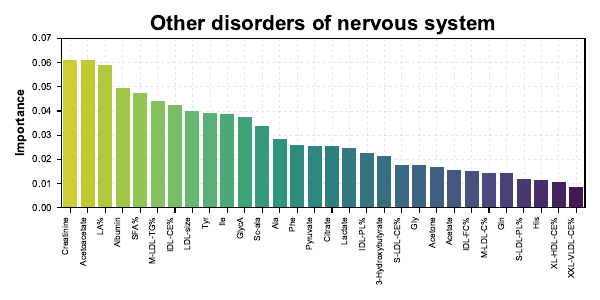 Other disorders of nervous system
Importance
0.07
0.06
0.05
0.04
0.03
0.02
0.01
0.00
Creatinine
Acetoacetate
LA%
Albumin
SFA%
M-LDL-TG%
IDL-CE%
LDL-size
Tyr
Ile
GlycA
Sc-ala
Ala
Phe
Pyruvate
Citrate
Lactate
IDL-PL%
3-Hydroxybutyrate
S-LDL-CE%
Gly
Acetone
Acetate
IDL-FC%
M-LDL-C%
Gln
S-LDL-PL%
His
XL-HDL-CE%
XXL-VLDL-CE%